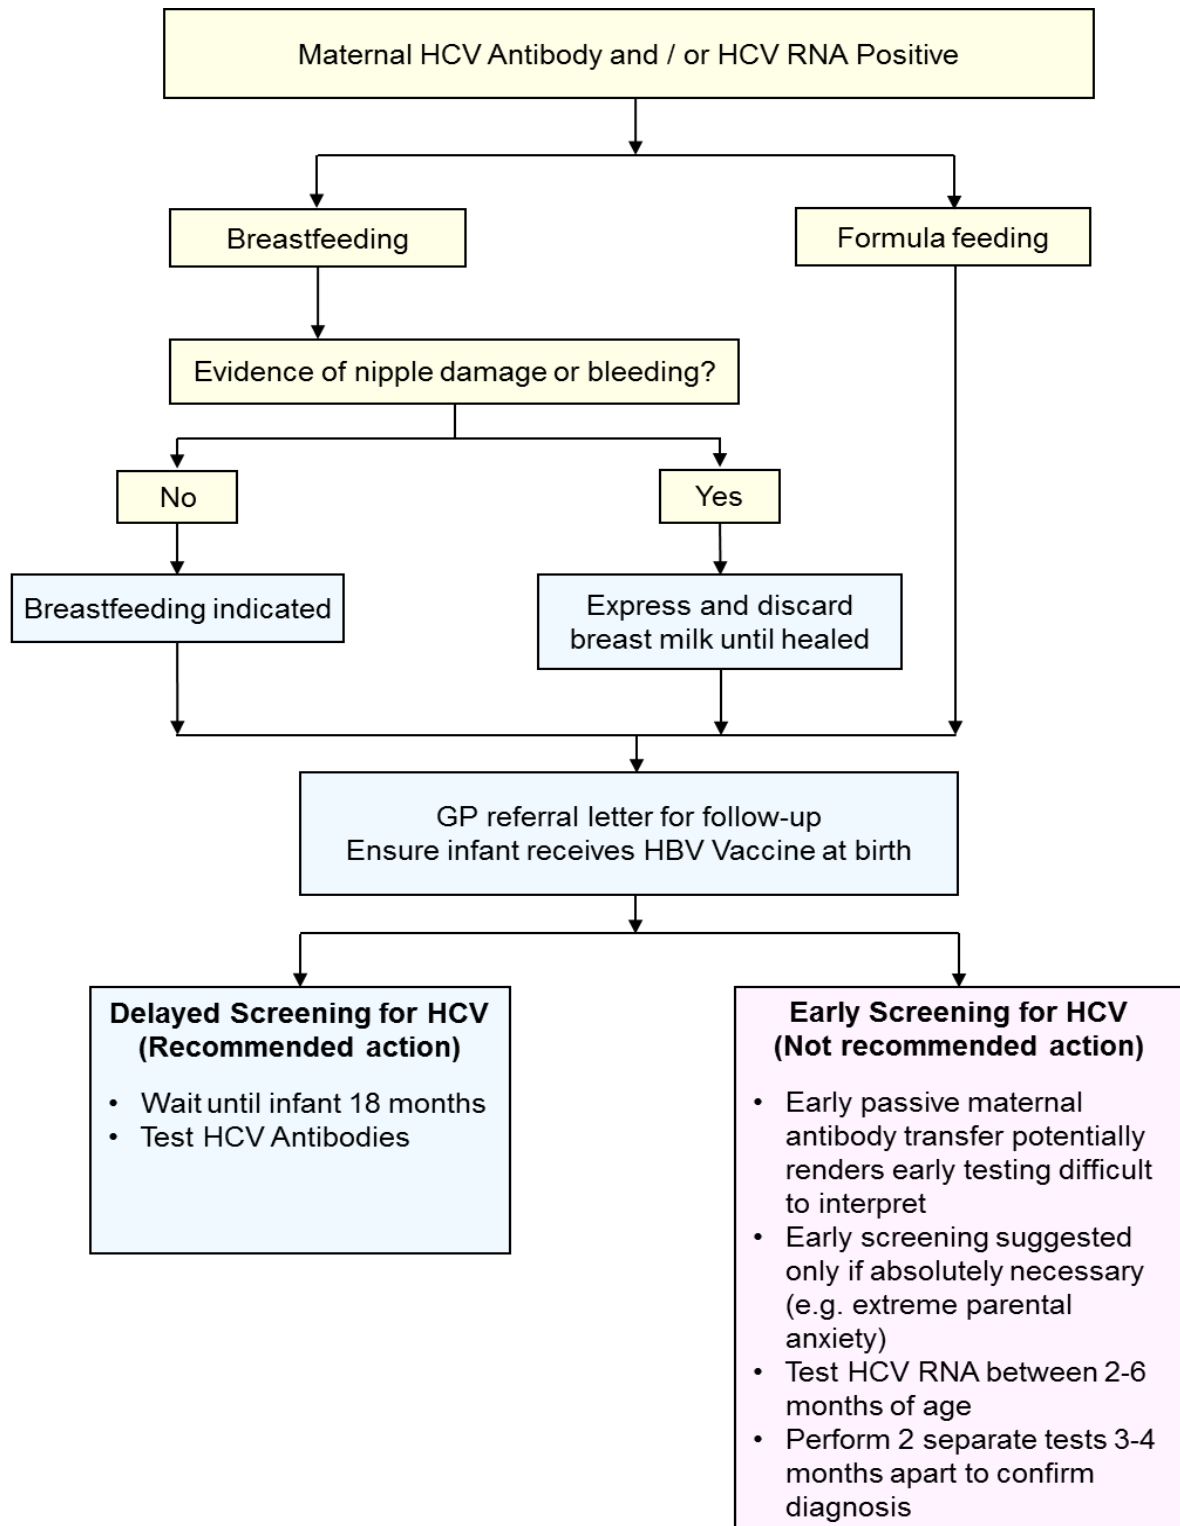 Maternal HCV Antibody and / or HCV RNA Positive
Breastfeeding
Formula feeding
Evidence of nipple damage or bleeding?
No
Yes
Breastfeeding indicated
Express and discard
breast milk until healed
GP referral letter for follow-up
Ensure infant receives HBV Vaccine at birth
Delayed Screening for HCV
(Recommended action)
• Wait until infant 18 months
• Test HCV Antibodies
Early Screening for HCV
(Not recommended action)
• Early passive maternal
antibody transfer potentially
renders early testing difficult
to interpret
• Early screening suggested
only if absolutely necessary
(e.g. extreme parental
anxiety)
• Test HCV RNA between 2-6
months of age
• Perform 2 separate tests 3-4
months apart to confirm
diagnosis